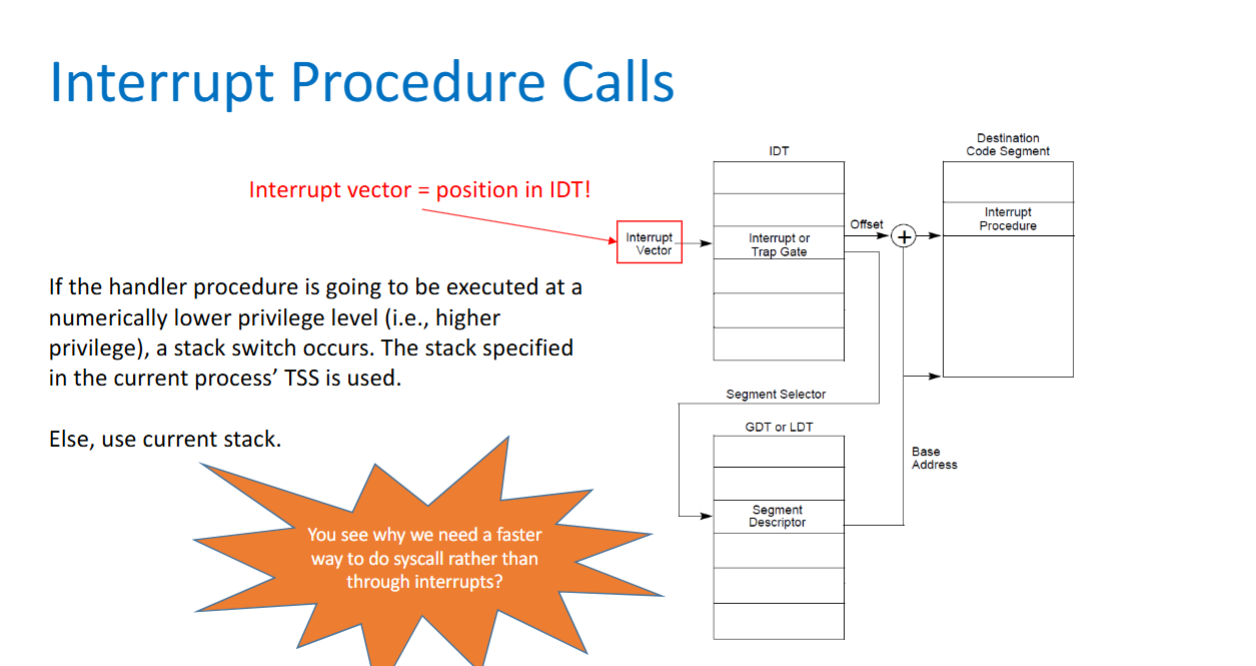 Interrupt Procedure Calls
Interrupt vector = position in IDT!
If the handler procedure is going to be executed at a
numerically lower privilege level (i.e., higher
privilege), a stack switch occurs. The stack specified
in the current process’ TSS is used.
Else, use current stack.
You see why we need a faster
way to do syscall rather than
through interrupts?
IDT
Destination
Code Segment
Interrupt
Vector
Interrupt or
Trap Gate
Offset
+
Interrupt
Procedure
Segment Selector
GDT or LDT
Base
Address
Segment
Descriptor